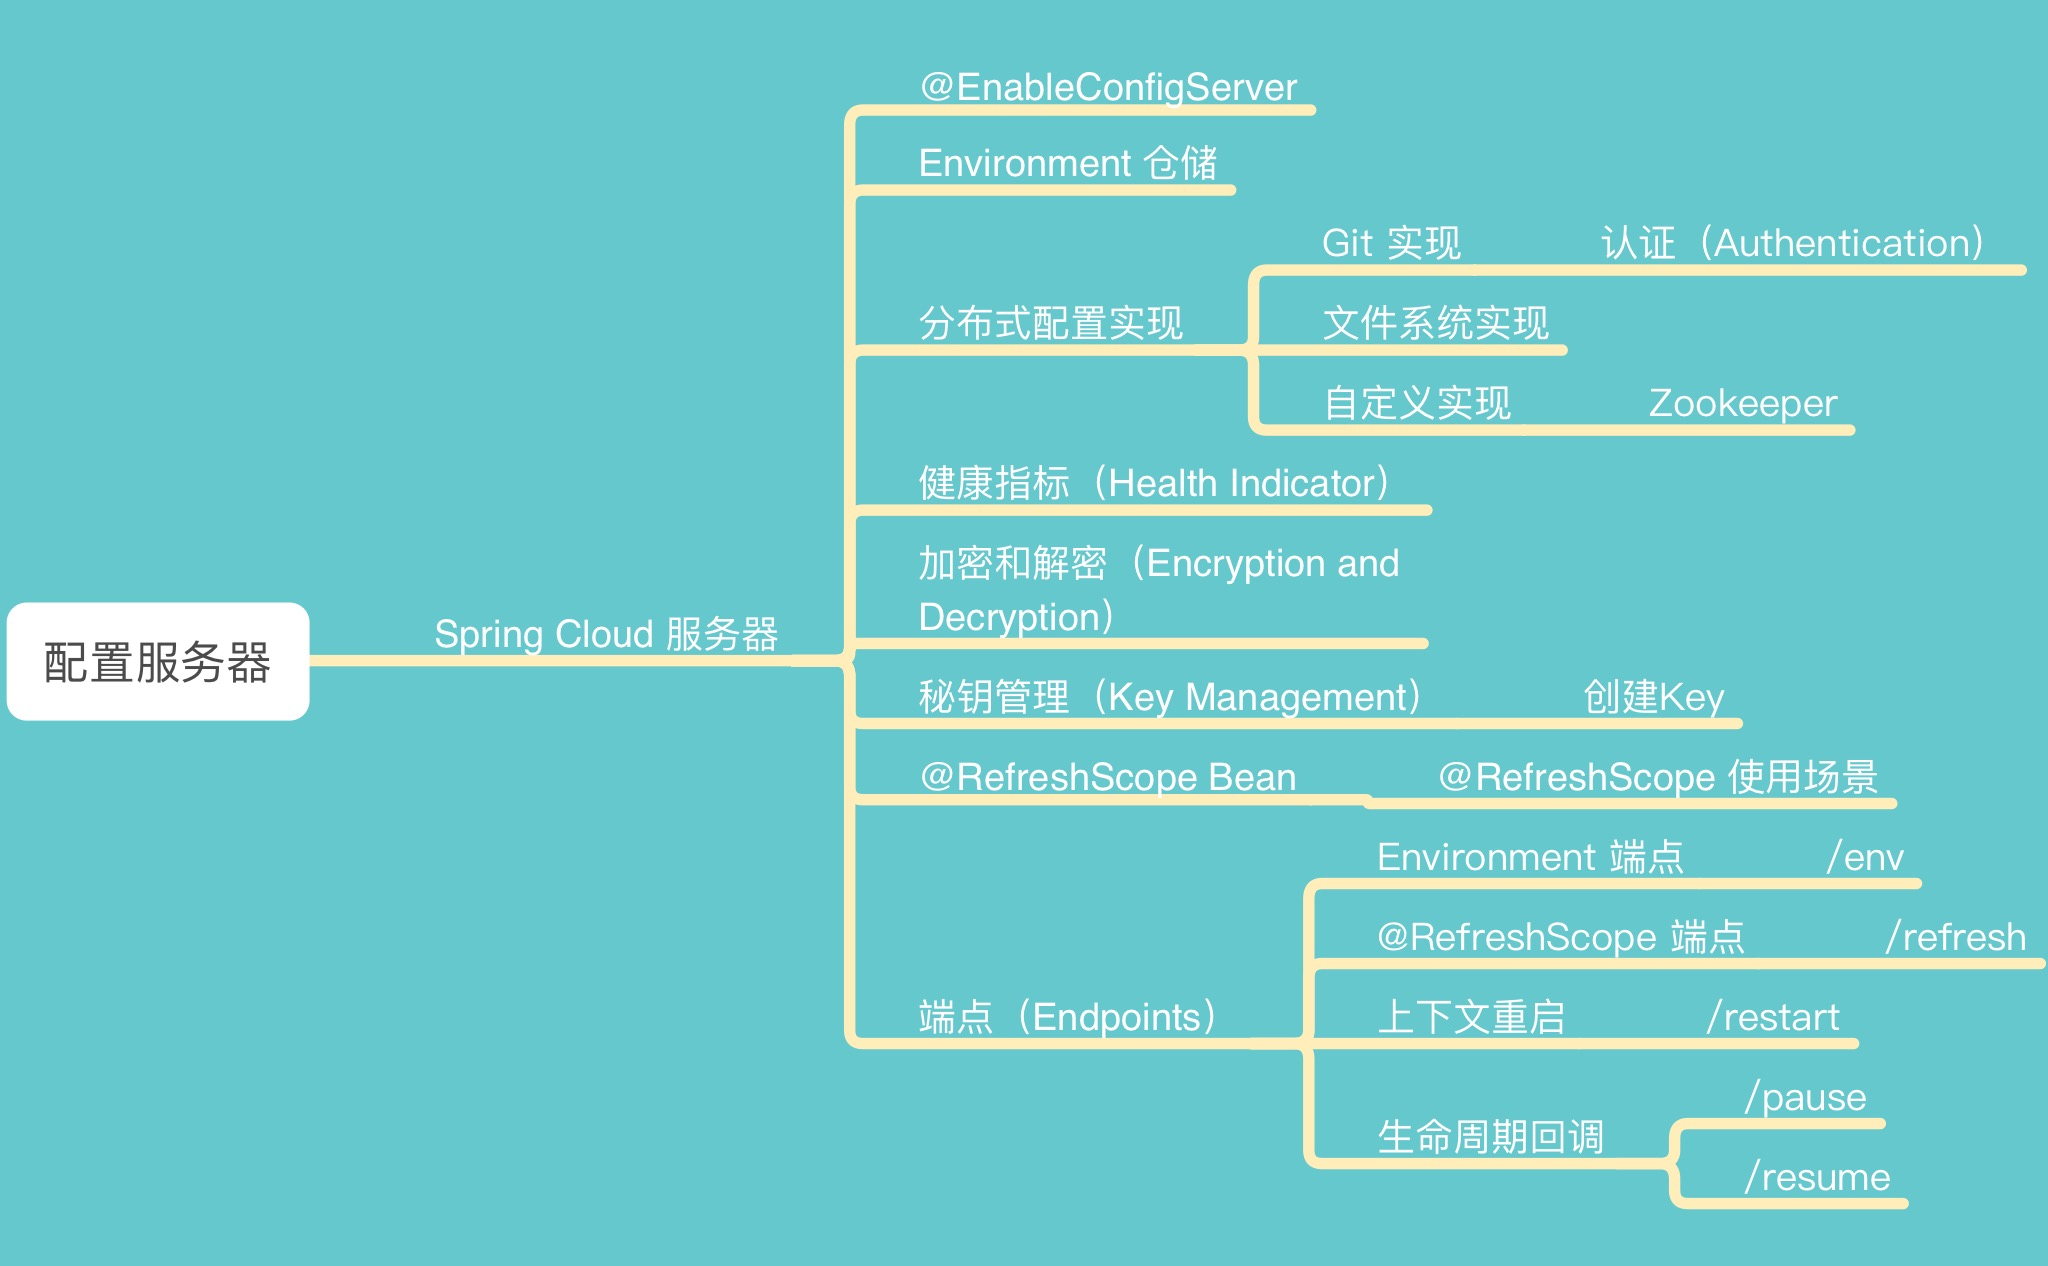 配置服务器
Spring Cloud 服务器
@EnableConfigServer
Environment 仓储
分布式配置实现
Git 实现
认证（Authentication）
文件系统实现
自定义实现
Zookeeper
健康指标（Health Indicator）
加密和解密（Encryption and
Decryption）
秘钥管理（Key Management）
创建Key
@RefreshScope Bean
@RefreshScope 使用场景
端点（Endpoints）
Environment 端点
/env
@RefreshScope 端点
/refresh
上下文重启
/restart
生命周期回调
/pause
/resume